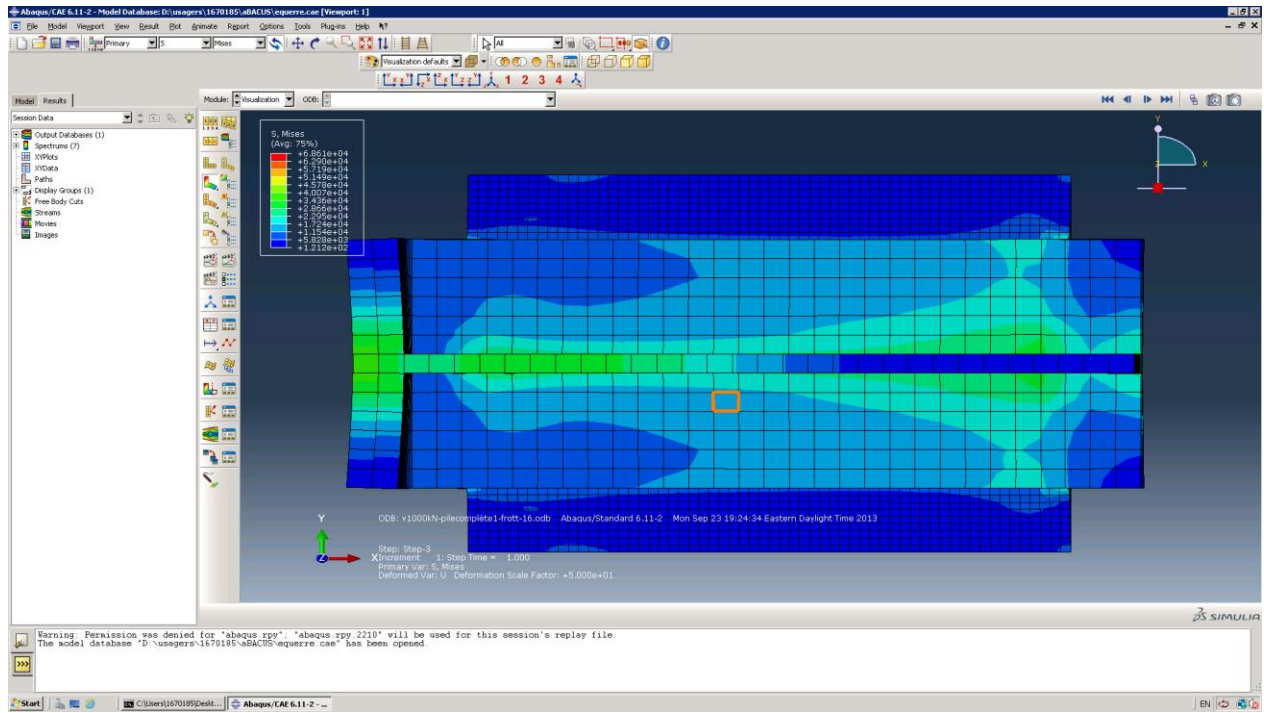 Abaqus/CAE 6.11-2 - Model Database: D:\usagers\1670185\aBACUS\equerre.cae [Viewport: 1]
File Model Viewport View Result Plot Animate Report Options Tools Plug-ins Help
Primary S Mises All
Visualization defaults
1 2 3 4
Model Results
Module: Visualization ODB:
Session Data
Output Databases (1)
Spectrums (7)
XYPlots
XYData
Paths
Display Groups (1)
Free Body Cuts
Streams
Movies
Images
S, Mises
(Avg: 75%)
+6.861e+04
+6.290e+04
+5.719e+04
+5.149e+04
+4.578e+04
+4.007e+04
+3.436e+04
+2.866e+04
+2.295e+04
+1.724e+04
+1.154e+04
+5.828e+03
+1.212e+02
Y
Z X
Y
Z X
ODB: v1000kN-pilecomplète1-frott-16.odb Abaqus/Standard 6.11-2 Mon Sep 23 19:24:34 Eastern Daylight Time 2013
Step: Step-3
Increment 1: Step Time = 1.000
Primary Var: S, Mises
Deformed Var: U Deformation Scale Factor: +5.000e+01
SIMULIA
Warning: Permission was denied for "abaqus.rpy"; "abaqus.rpy.2210" will be used for this session's replay file.
The model database "D:\usagers\1670185\aBACUS\equerre.cae" has been opened.
>>>
Start C:\Users\1670185\Deskt... Abaqus/CAE 6.11-2 - ... EN